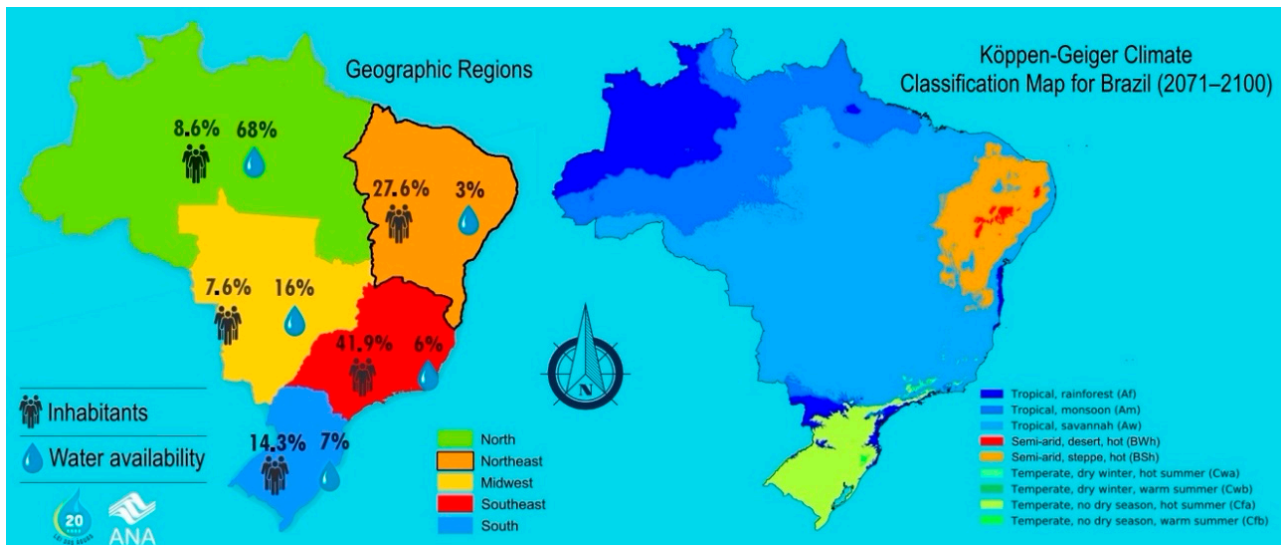 Geographic Regions
8.6% 68%
27.6% 3%
7.6% 16%
41.9% 6%
14.3% 7%
Inhabitants
Water availability
20
ANOS
LEI DAS ÁGUAS
ANA
North
Northeast
Midwest
Southeast
South
N
Köppen-Geiger Climate
Classification Map for Brazil (2071–2100)
Tropical, rainforest (Af)
Tropical, monsoon (Am)
Tropical, savannah (Aw)
Semi-arid, desert, hot (BWh)
Semi-arid, steppe, hot (BSh)
Temperate, dry winter, hot summer (Cwa)
Temperate, dry winter, warm summer (Cwb)
Temperate, no dry season, hot summer (Cfa)
Temperate, no dry season, warm summer (Cfb)